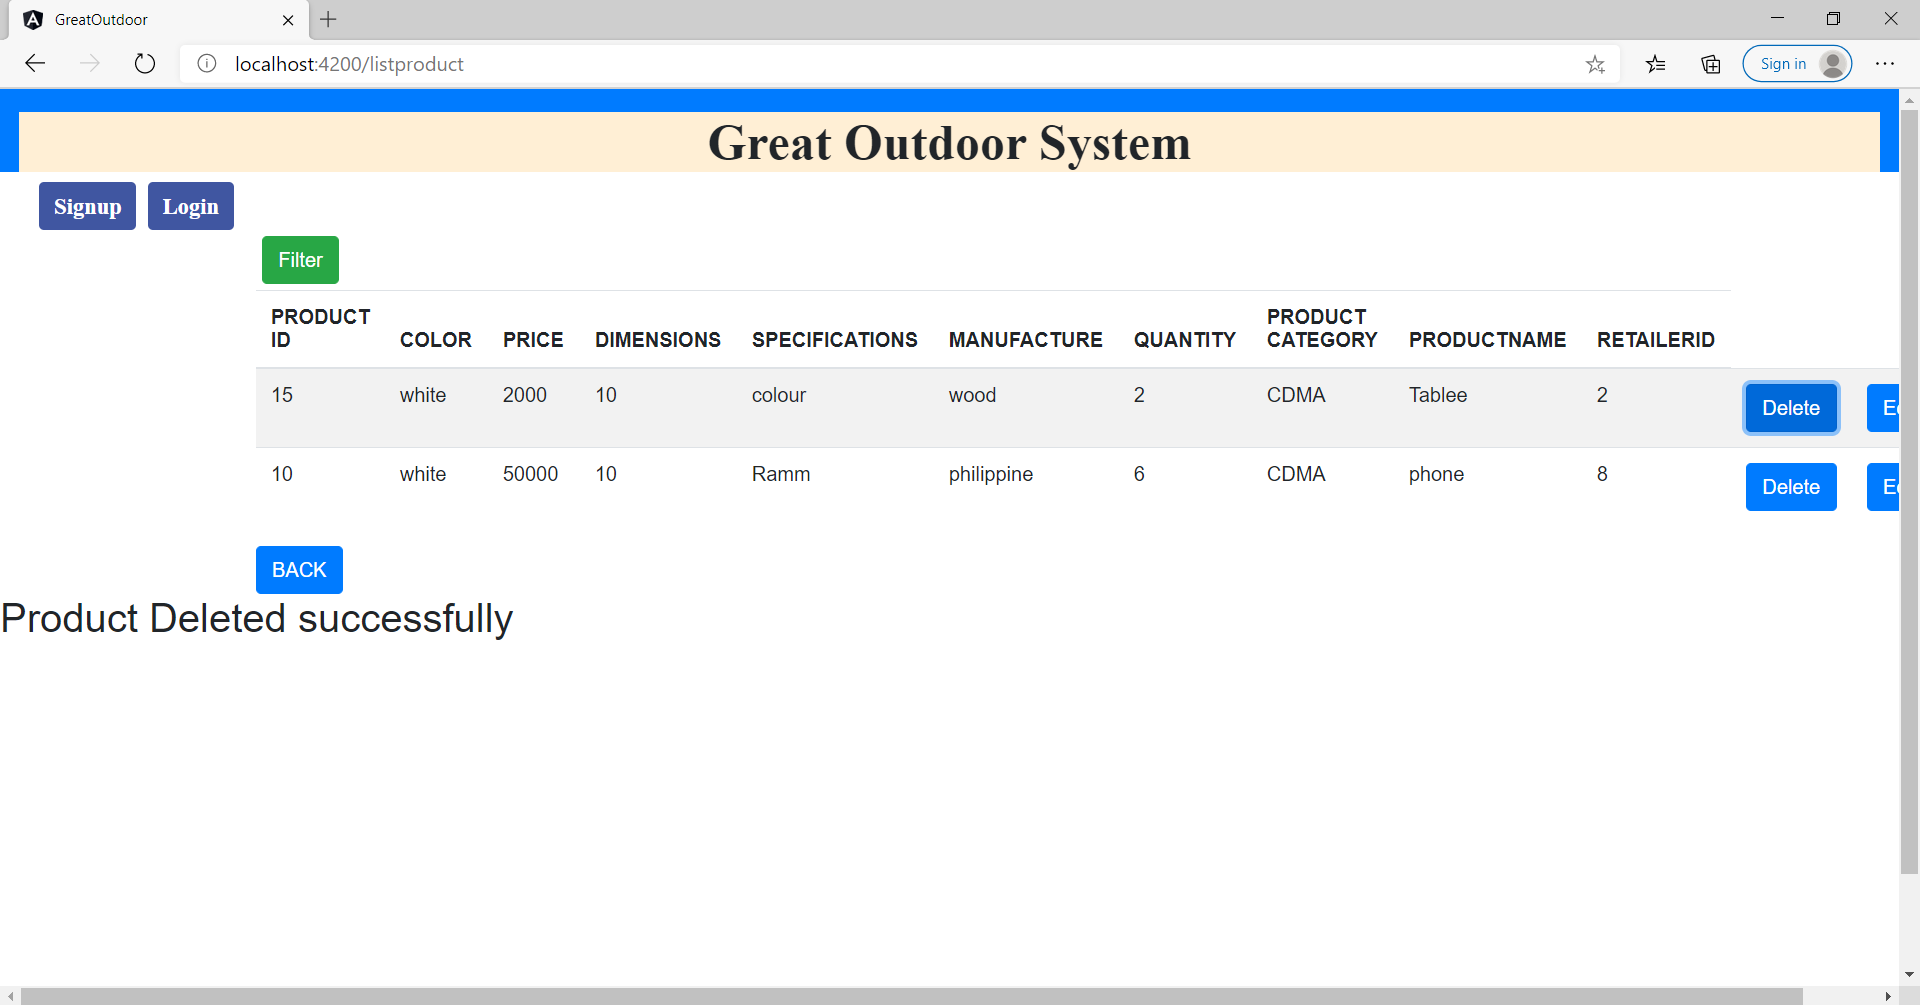 GreatOutdoor
localhost:4200/listproduct
Sign in
Great Outdoor System
Signup Login
Filter
PRODUCT ID COLOR PRICE DIMENSIONS SPECIFICATIONS MANUFACTURE QUANTITY PRODUCT CATEGORY PRODUCTNAME RETAILERID
15 white 2000 10 colour wood 2 CDMA Tablee 2 Delete
10 white 50000 10 Ramm philippine 6 CDMA phone 8 Delete
BACK
Product Deleted successfully